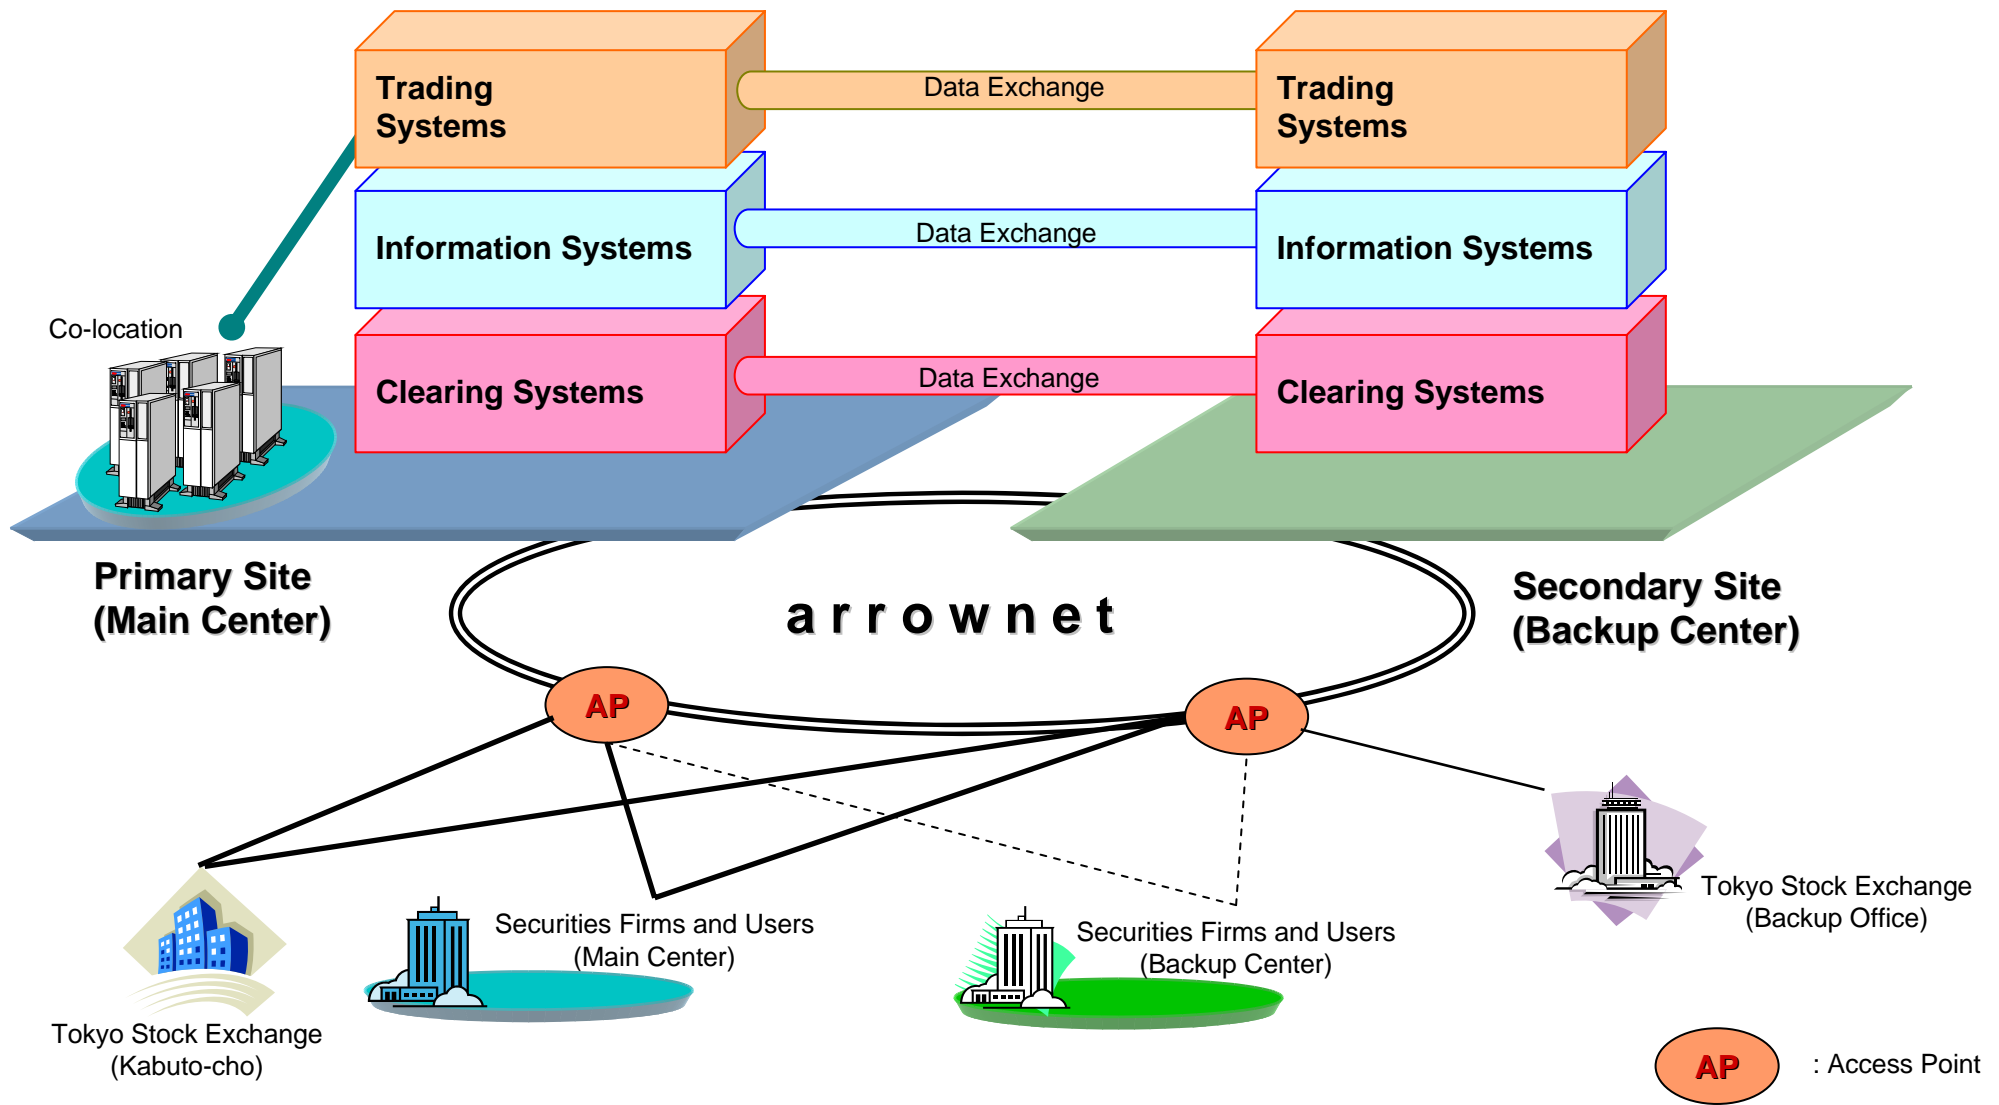 Trading
Systems
Data Exchange
Trading
Systems
Information Systems
Data Exchange
Information Systems
Co-location
Clearing Systems
Data Exchange
Clearing Systems
Primary Site
(Main Center)
arrownet
Secondary Site
(Backup Center)
AP
AP
Tokyo Stock Exchange
(Backup Office)
Securities Firms and Users
(Main Center)
Securities Firms and Users
(Backup Center)
Tokyo Stock Exchange
(Kabuto-cho)
AP : Access Point